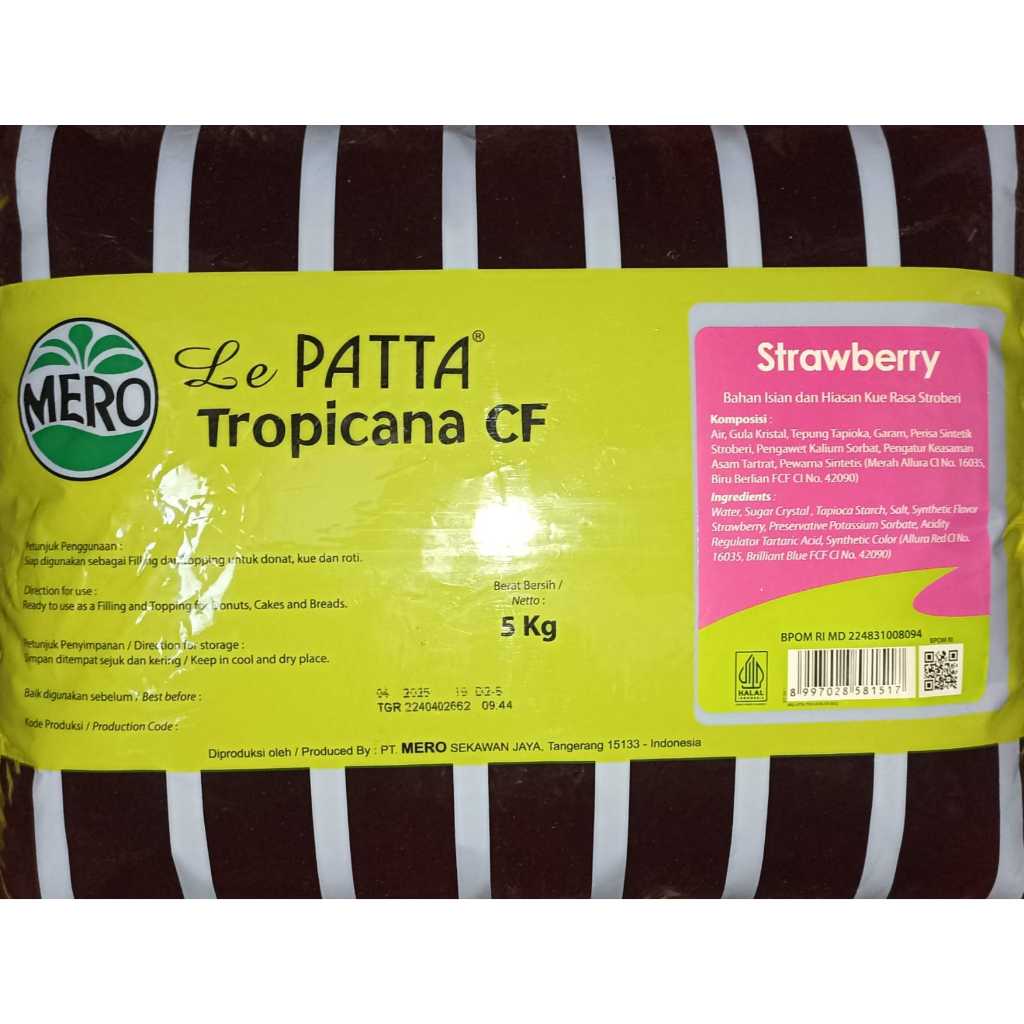 MERO
Le PATTA®
Tropicana CF
Petunjuk Penggunaan :
Siap digunakan sebagai Filling dan Topping untuk donat, kue dan roti.
Direction for use :
Ready to use as a Filling and Topping for Donuts, Cakes and Breads.
Petunjuk Penyimpanan / Direction for storage :
Simpan ditempat sejuk dan kering / Keep in cool and dry place.
Baik digunakan sebelum / Best before :
Kode Produksi / Production Code :
Berat Bersih /
Netto :
5 Kg
04 2025 19 D2-5
TGR 2240402662 09.44
Diproduksi oleh / Produced By : PT. MERO SEKAWAN JAYA, Tangerang 15133 - Indonesia
Strawberry
Bahan Isian dan Hiasan Kue Rasa Stroberi
Komposisi :
Air, Gula Kristal, Tepung Tapioka, Garam, Perisa Sintetik
Stroberi, Pengawet Kalium Sorbat, Pengatur Keasaman
Asam Tartrat, Pewarna Sintetis (Merah Allura CI No. 16035,
Biru Berlian FCF CI No. 42090)
Ingredients :
Water, Sugar Crystal , Tapioca Starch, Salt, Synthetic Flavor
Strawberry, Preservative Potassium Sorbate, Acidity
Regulator Tartaric Acid, Synthetic Color (Allura Red CI No.
16035, Brilliant Blue FCF CI No. 42090)
BPOM RI MD 224831008094
BPOM RI
HALAL
INDONESIA
8 997028 581517